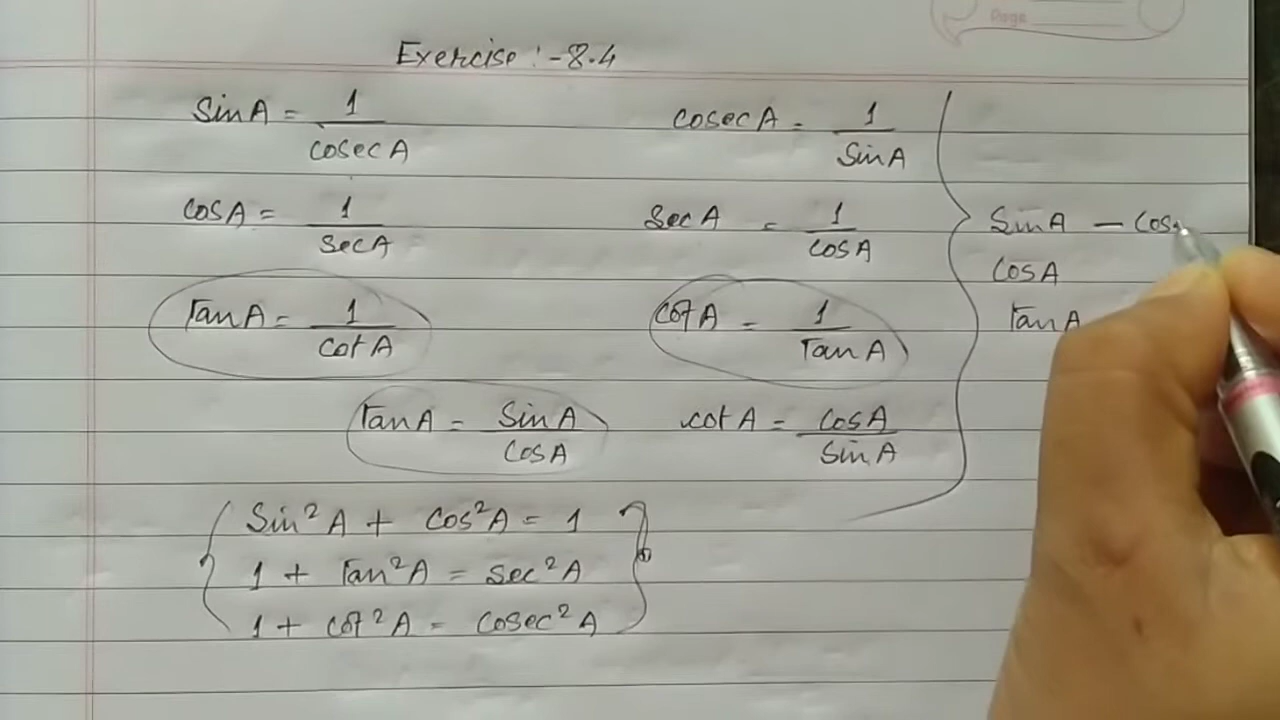 Page
Exercise :- 8.4
SinA = 1/cosecA    cosecA = 1/SinA
cosA = 1/secA    SecA = 1/cosA
TanA = 1/cotA    cotA = 1/TanA
TanA = SinA/CosA    cotA = cosA/SinA
Sin²A + Cos²A = 1
1 + Tan²A = sec²A
1 + cot²A = cosec²A
SinA — Cos
CosA
TanA